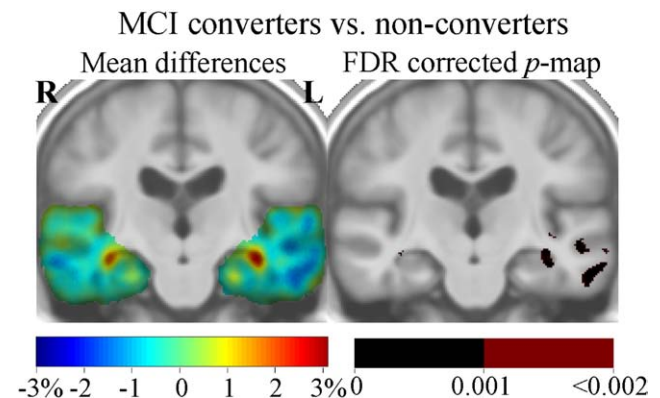 MCI converters vs. non-converters
Mean differences FDR corrected p-map
R L
-3% -2 -1 0 1 2 3% 0 0.001 <0.002